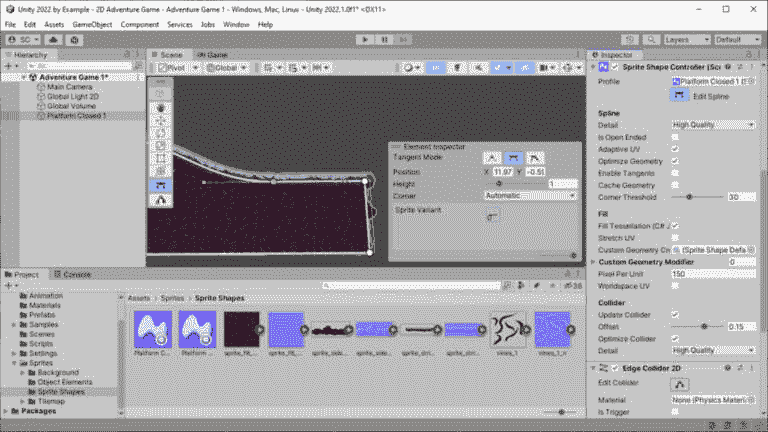 Unity 2022 by Example - 2D Adventure Game - Adventure Game 1 - Windows, Mac, Linux - Unity 2022.1.0f1* <DX11>
File Edit Assets GameObject Component Services Jobs Window Help
SC
Layers Default
Hierarchy
All
Adventure Game 1*
Main Camera
Global Light 2D
Global Volume
Platform Closed 1
Scene Game
Pivot Global
2D
Element Inspector
Tangent Mode
Position X 11.97 Y -0.59
Height 1
Corner Automatic
Sprite Variant
Inspector
Sprite Shape Controller (Scr
Profile Platform Closed 1 (S
Edit Spline
Spline
Detail High Quality
Is Open Ended
Adaptive UV
Optimize Geometry
Enable Tangents
Cache Geometry
Corner Threshold 30
Fill
Fill Tessellation (C# J
Stretch UV
Custom Geometry Cr (Sprite Shape Defa
Custom Geometry Modifier 0
Pixel Per Unit 150
Worldspace UV
Collider
Update Collider
Offset 0.15
Optimize Collider
Detail High Quality
Edge Collider 2D
Edit Collider
Material None (Physics Materi
Is Trigger
Project Console
Animation
Materials
Prefabs
Samples
Scenes
Scripts
Settings
Sprites
Background
Object Elements
Sprite Shapes
Tilemap
Packages
Assets > Sprites > Sprite Shapes
Platform C... Platform ... sprite_fill_... sprite_fill_... sprite_side... sprite_side... sprite_stri... sprite_stri... vines_1 vines_1_n